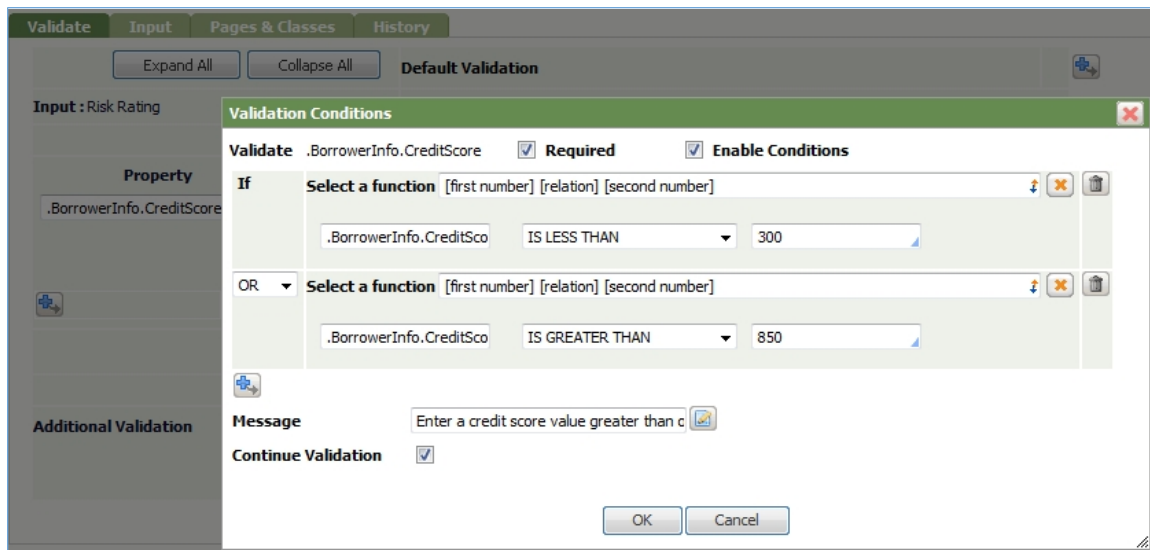 Validate Input Pages & Classes History
Expand All Collapse All Default Validation
Input : Risk Rating
Validation Conditions
Validate .BorrowerInfo.CreditScore Required Enable Conditions
Property
.BorrowerInfo.CreditScore
If Select a function [first number] [relation] [second number]
.BorrowerInfo.CreditSco IS LESS THAN 300
OR Select a function [first number] [relation] [second number]
.BorrowerInfo.CreditSco IS GREATER THAN 850
Message Enter a credit score value greater than
Additional Validation
Continue Validation
OK Cancel